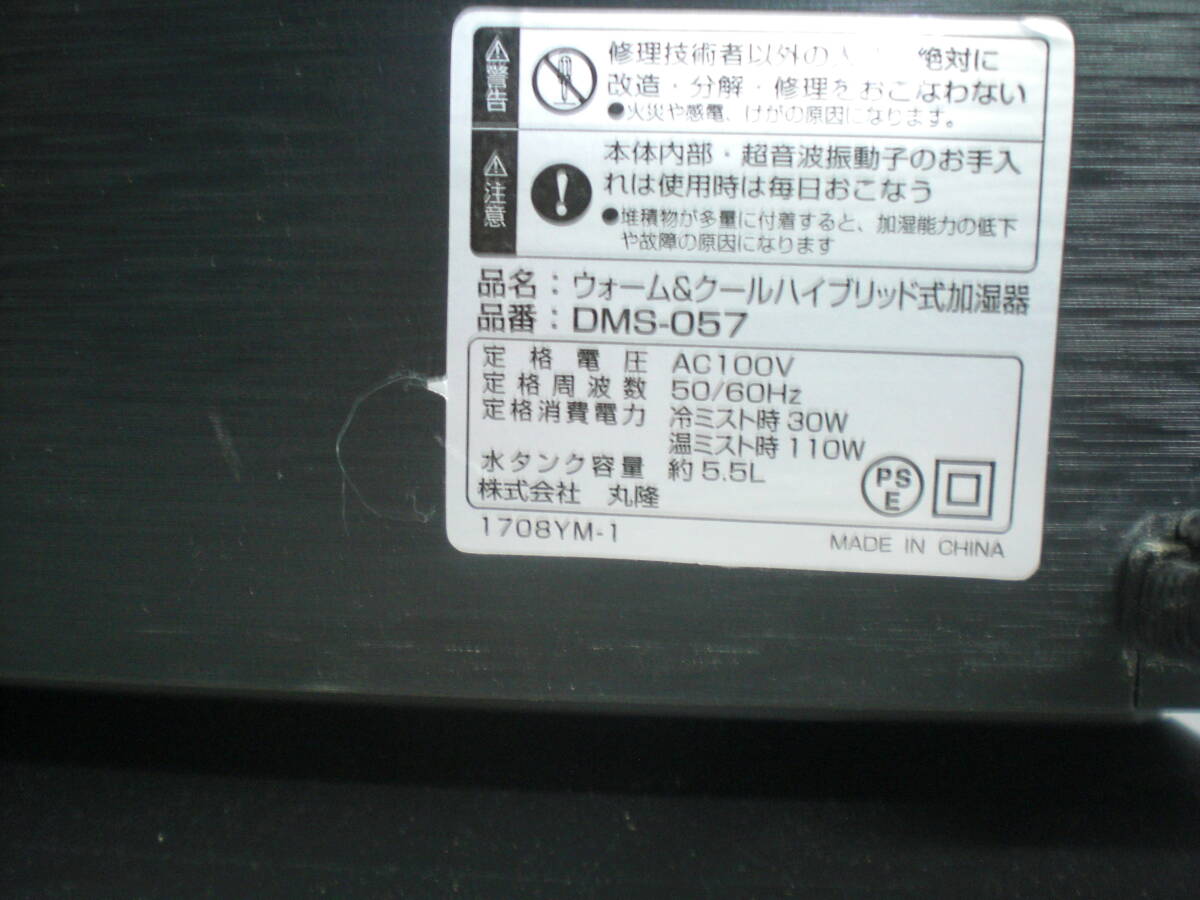 警告
修理技術者以外の人 絶対に
改造・分解・修理をおこなわない
●火災や感電、けがの原因になります。
注意
本体内部・超音波振動子のお手入
れは使用時は毎日おこなう
●堆積物が多量に付着すると、加湿能力の低下
や故障の原因になります
品名：ウォーム&クールハイブリッド式加湿器
品番：DMS-057
定格電圧 AC100V
定格周波数 50/60Hz
定格消費電力 冷ミスト時 30W
温ミスト時 110W
水タンク容量 約5.5L
株式会社 丸隆
PS
E
1708YM-1
MADE IN CHINA